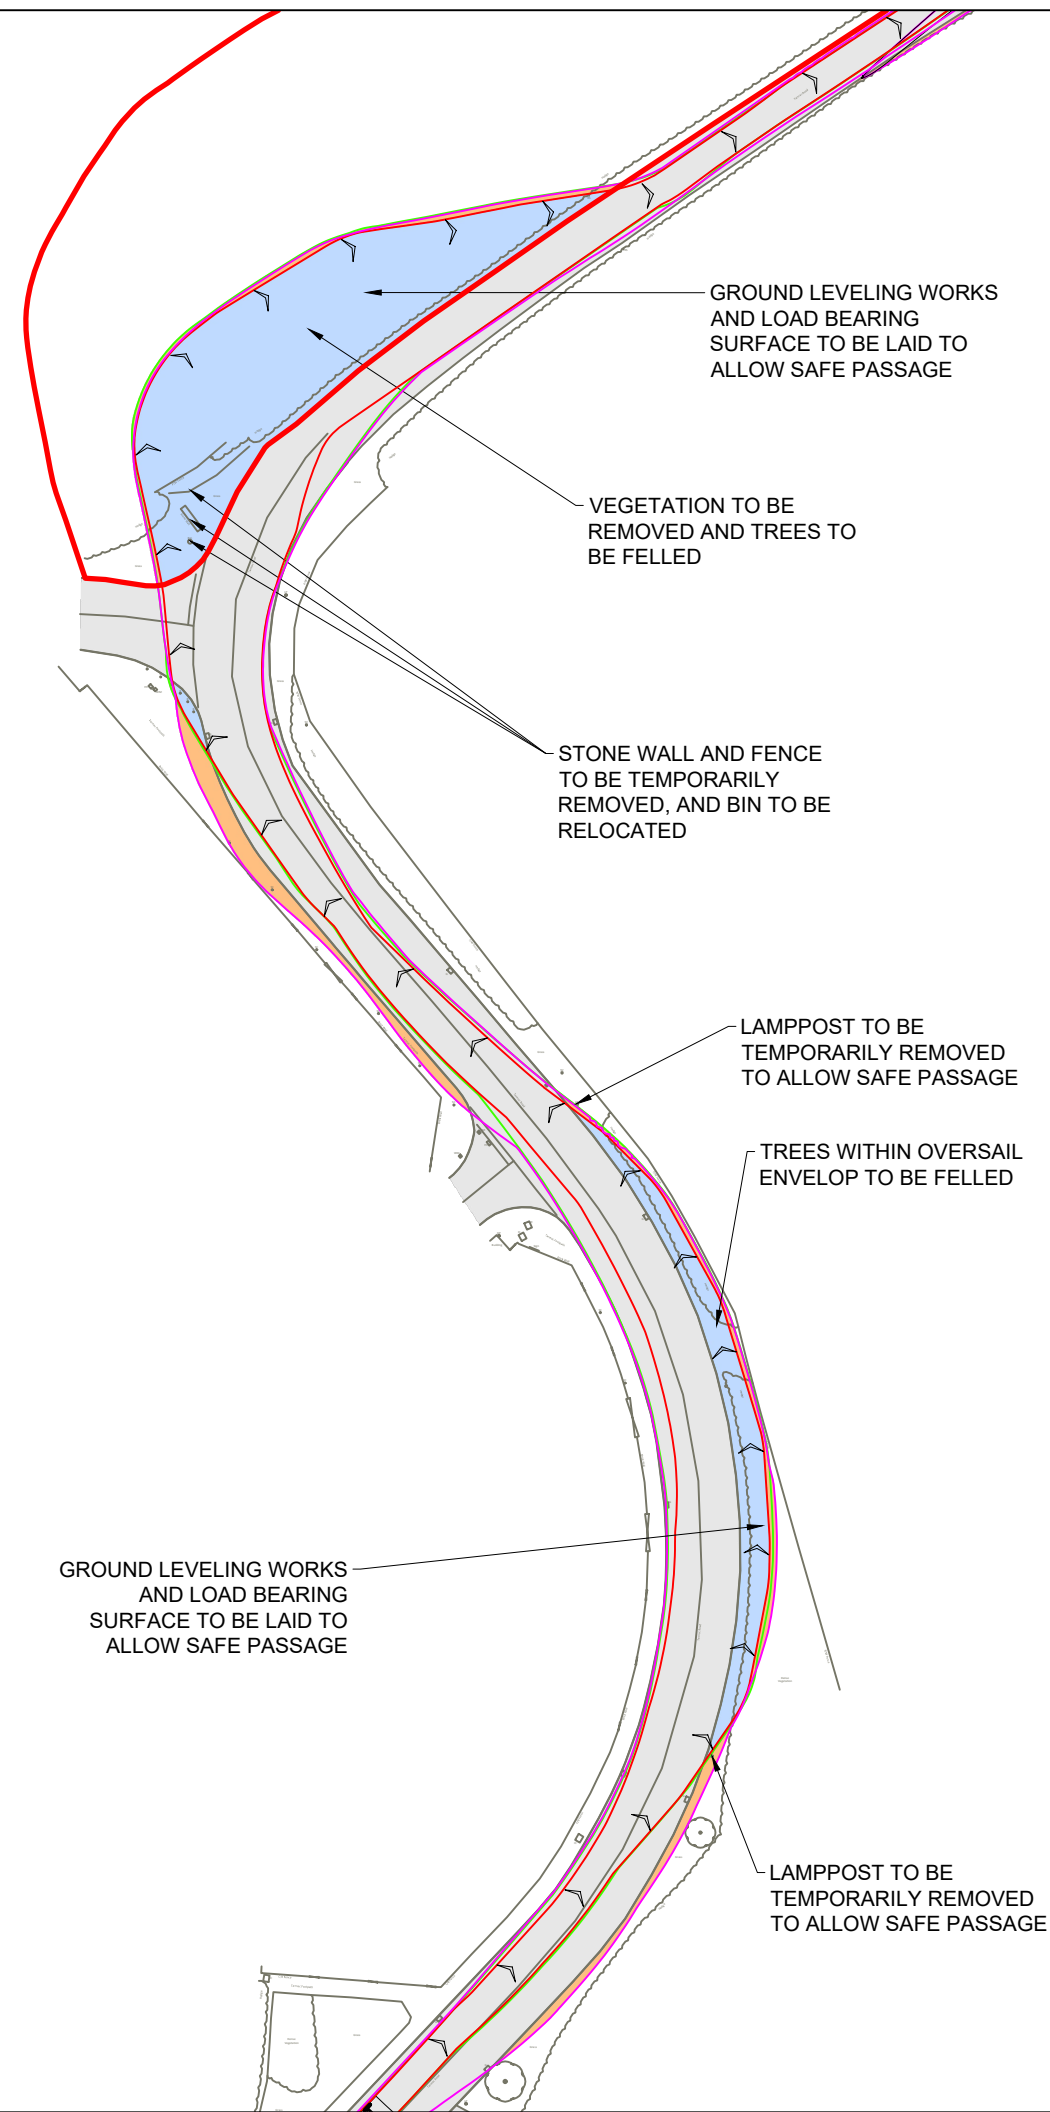 GROUND LEVELING WORKS
AND LOAD BEARING
SURFACE TO BE LAID TO
ALLOW SAFE PASSAGE
VEGETATION TO BE
REMOVED AND TREES TO
BE FELLED
STONE WALL AND FENCE
TO BE TEMPORARILY
REMOVED, AND BIN TO BE
RELOCATED
LAMPPOST TO BE
TEMPORARILY REMOVED
TO ALLOW SAFE PASSAGE
TREES WITHIN OVERSAIL
ENVELOP TO BE FELLED
GROUND LEVELING WORKS
AND LOAD BEARING
SURFACE TO BE LAID TO
ALLOW SAFE PASSAGE
LAMPPOST TO BE
TEMPORARILY REMOVED
TO ALLOW SAFE PASSAGE